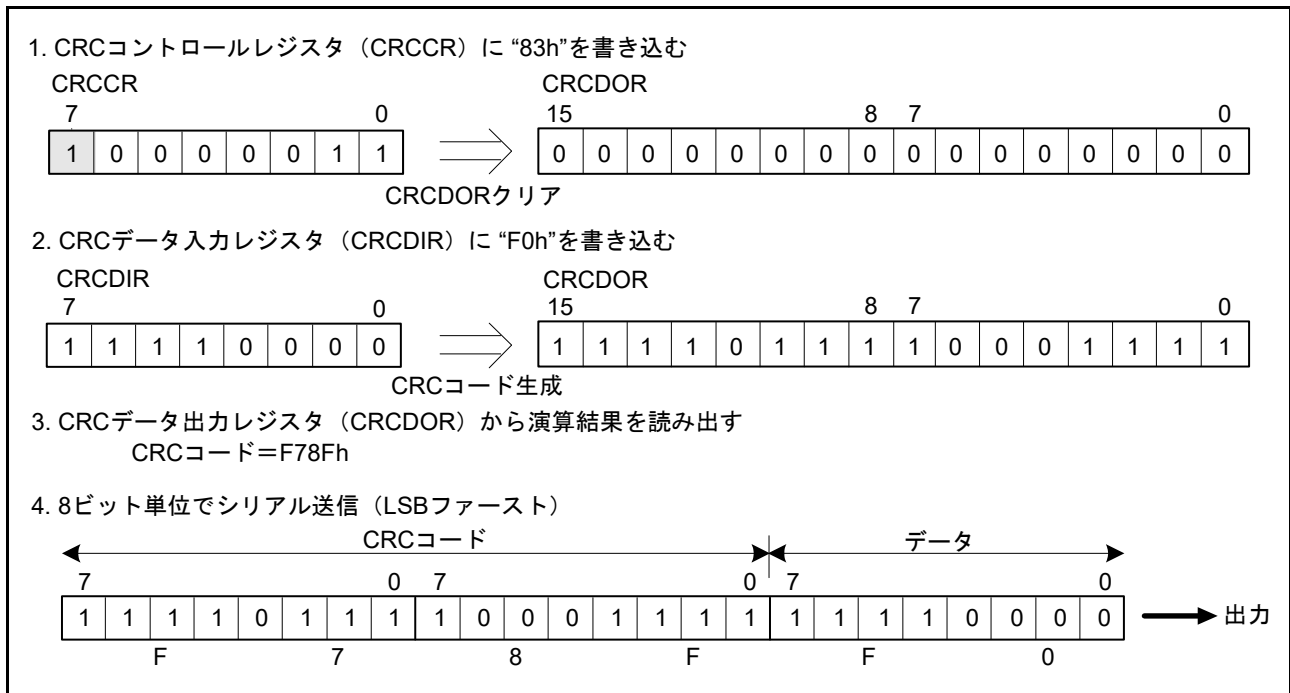 1. CRCコントロールレジスタ（CRCCR）に “83h”を書き込む
CRCCR CRCDOR
7 0 15 8 7 0
1 0 0 0 0 0 1 1 0 0 0 0 0 0 0 0 0 0 0 0 0 0 0 0
CRCDORクリア
2. CRCデータ入力レジスタ（CRCDIR）に “F0h”を書き込む
CRCDIR CRCDOR
7 0 15 8 7 0
1 1 1 1 0 0 0 0 1 1 1 1 0 1 1 1 1 0 0 0 1 1 1 1
CRCコード生成
3. CRCデータ出力レジスタ（CRCDOR）から演算結果を読み出す
CRCコード＝F78Fh
4. 8ビット単位でシリアル送信（LSBファースト）
CRCコード データ
7 0 7 0 7 0
1 1 1 1 0 1 1 1 1 0 0 0 1 1 1 1 1 1 1 1 0 0 0 0 出力
F 7 8 F F 0